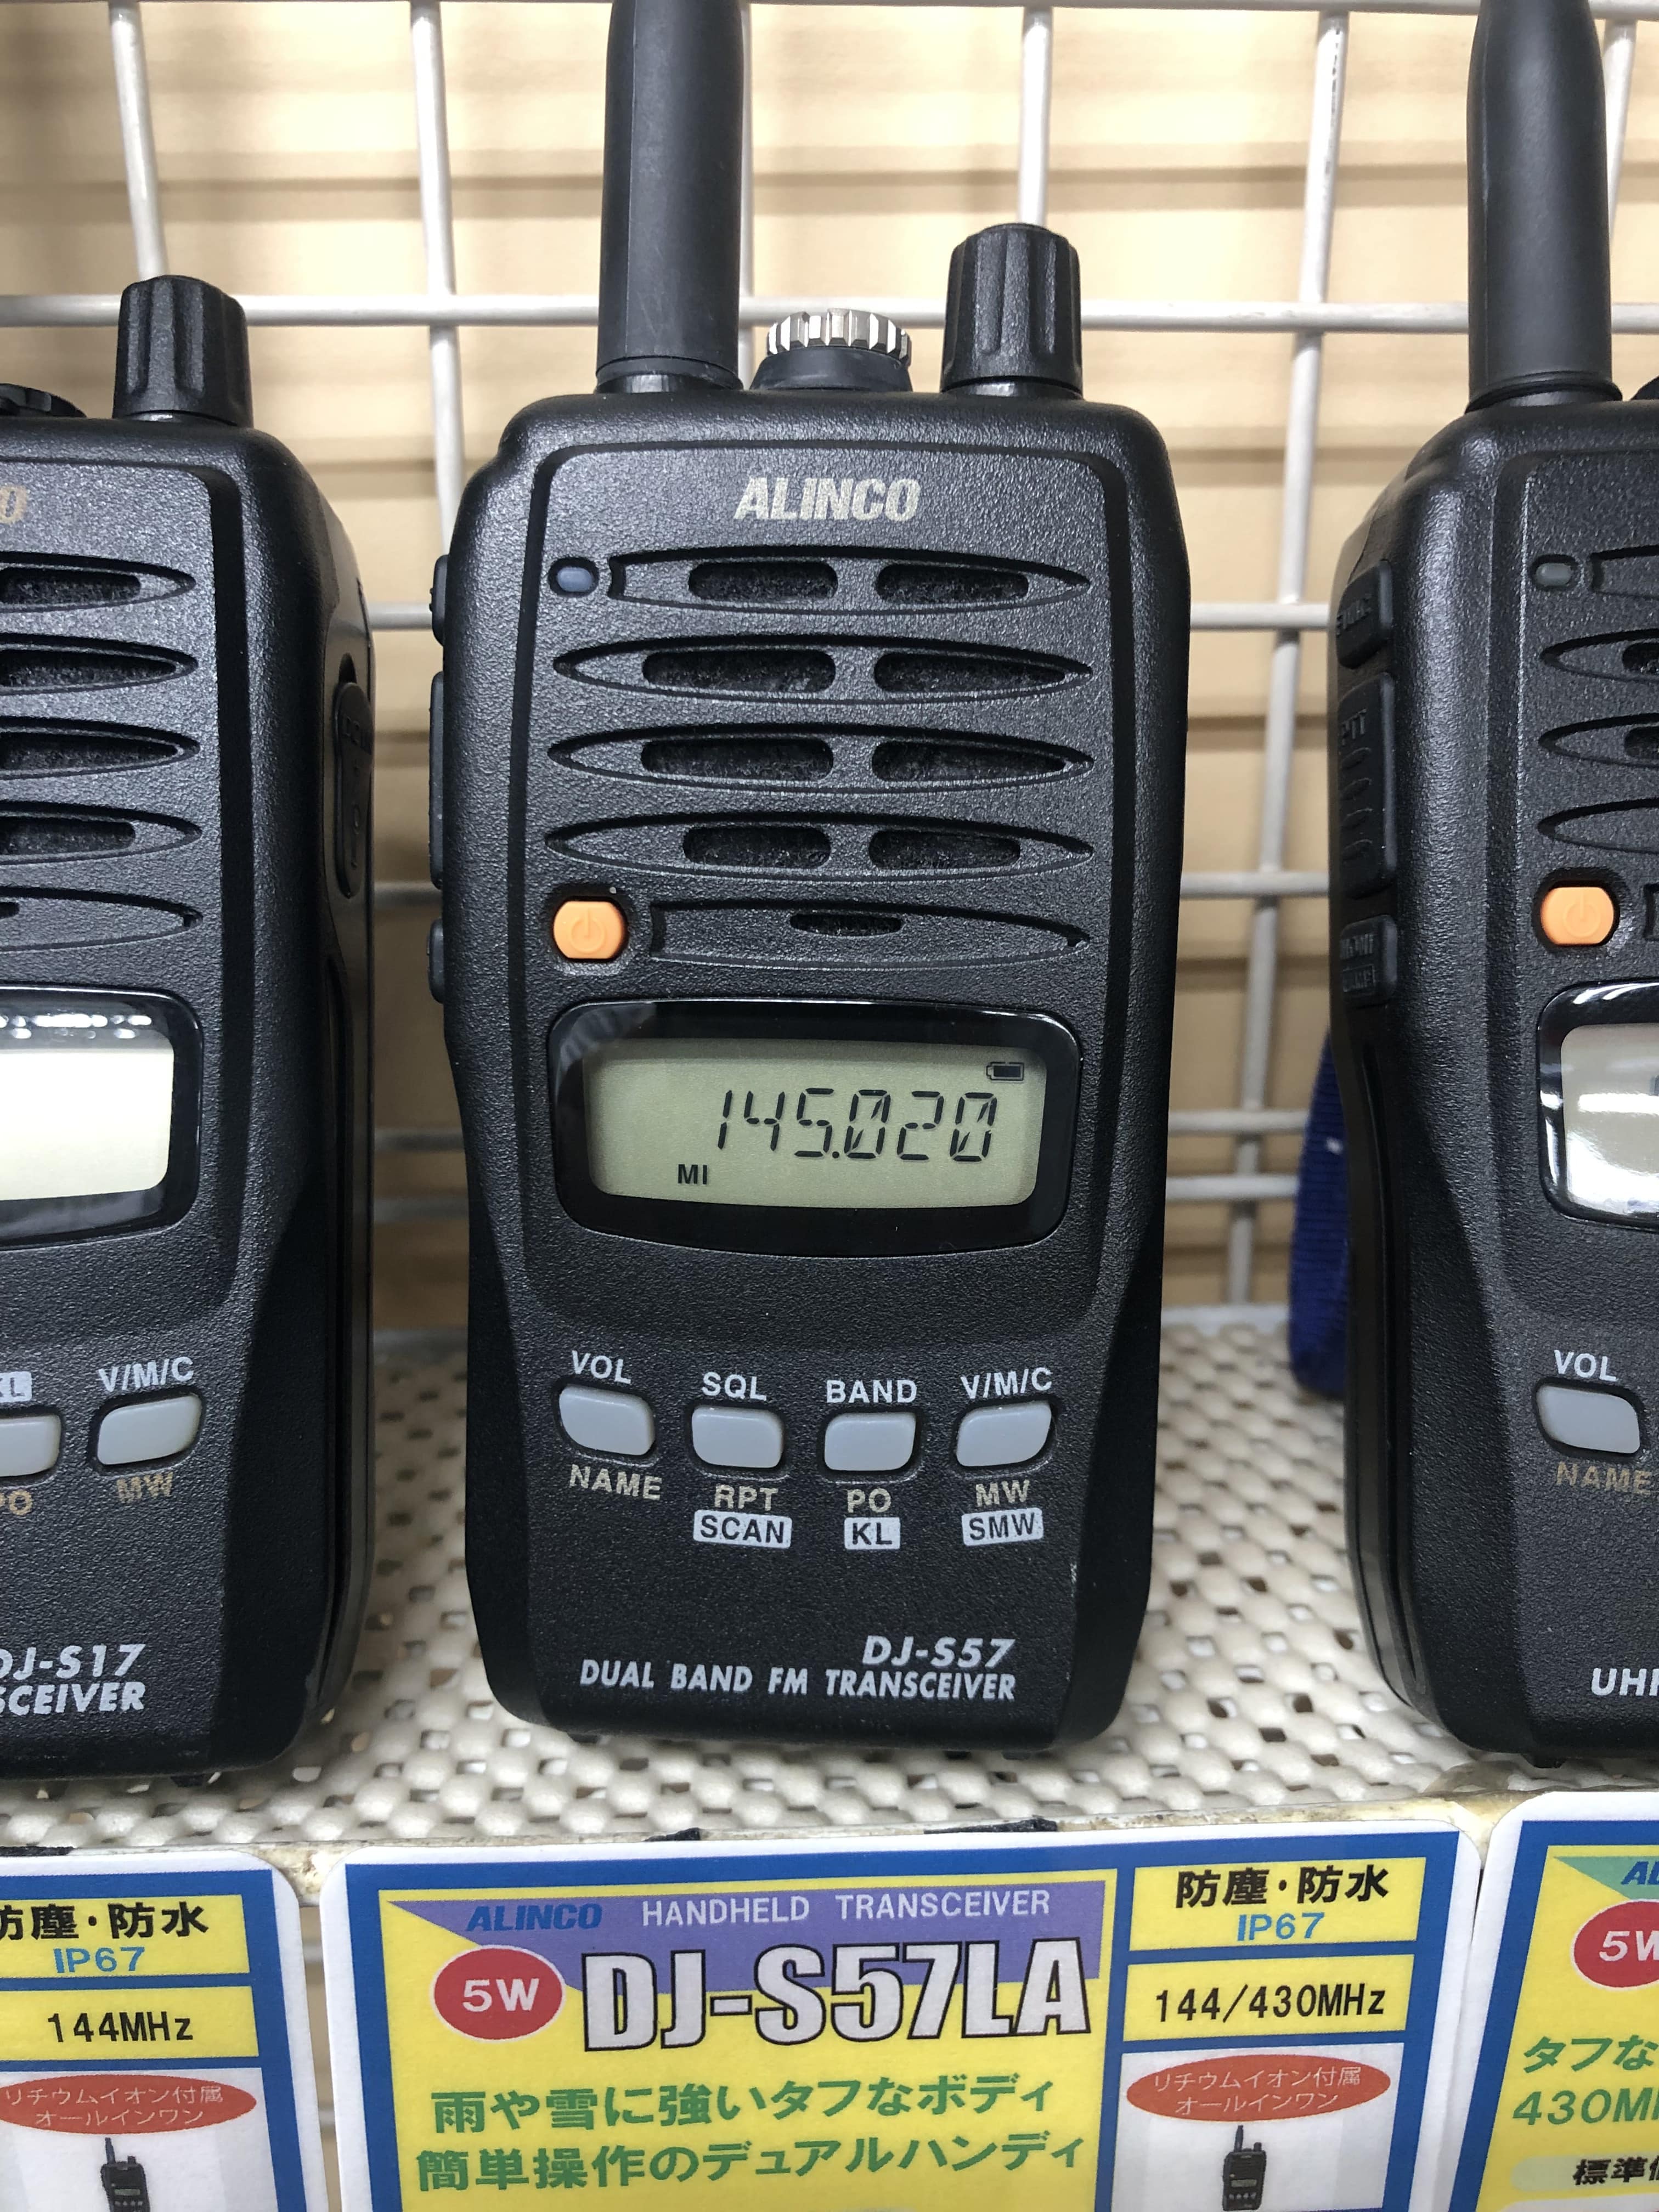 ALINCO
145.020
MI
VOL SQL BAND V/M/C
NAME RPT PO MW
SCAN KL SMW
DJ-S57
DUAL BAND FM TRANSCEIVER
V/M/C
MW
PO
DJ-S17
VOL
NAME
防塵・防水
IP67
144MHz
リチウムイオン付属
オールインワン
ALINCO HANDHELD TRANSCEIVER
5W DJ-S57LA
雨や雪に強いタフなボディ
簡単操作のデュアルハンディ
防塵・防水
IP67
144/430MHz
リチウムイオン付属
オールインワン
5W
タフな